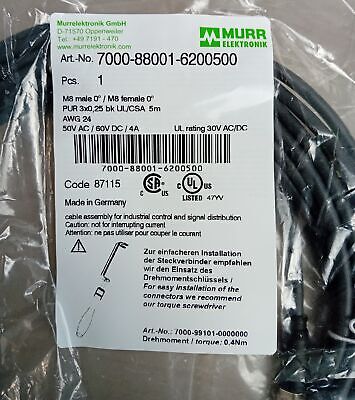 Murrelektronik GmbH
D-71570 Oppenweiler
Tel.: +49 7191 - 470
http://www.murrelektronik.com
MURR
ELEKTRONIK
Art.-No. 7000-88001-6200500
Pcs. 1
M8 male 0° / M8 female 0°
PUR 3x0,25 bk UL/CSA 5m
AWG 24
50V AC / 60V DC / 4A UL rating 30V AC/DC
7000-88001-6200500
Code 87115
Made in Germany
LISTED 47YV
cable assembly for industrial control and signal distribution
Caution: not for interrupting current
Attention: ne pas utiliser pour couper le courant
Zur einfacheren Installation
der Steckverbinder empfehlen
wir den Einsatz des
Drehmomentschlüssels /
For easy installation of the
connectors we recommend
our torque screwdriver
Art.-No.: 7000-99101-0000000
Drehmoment / torque: 0,4Nm